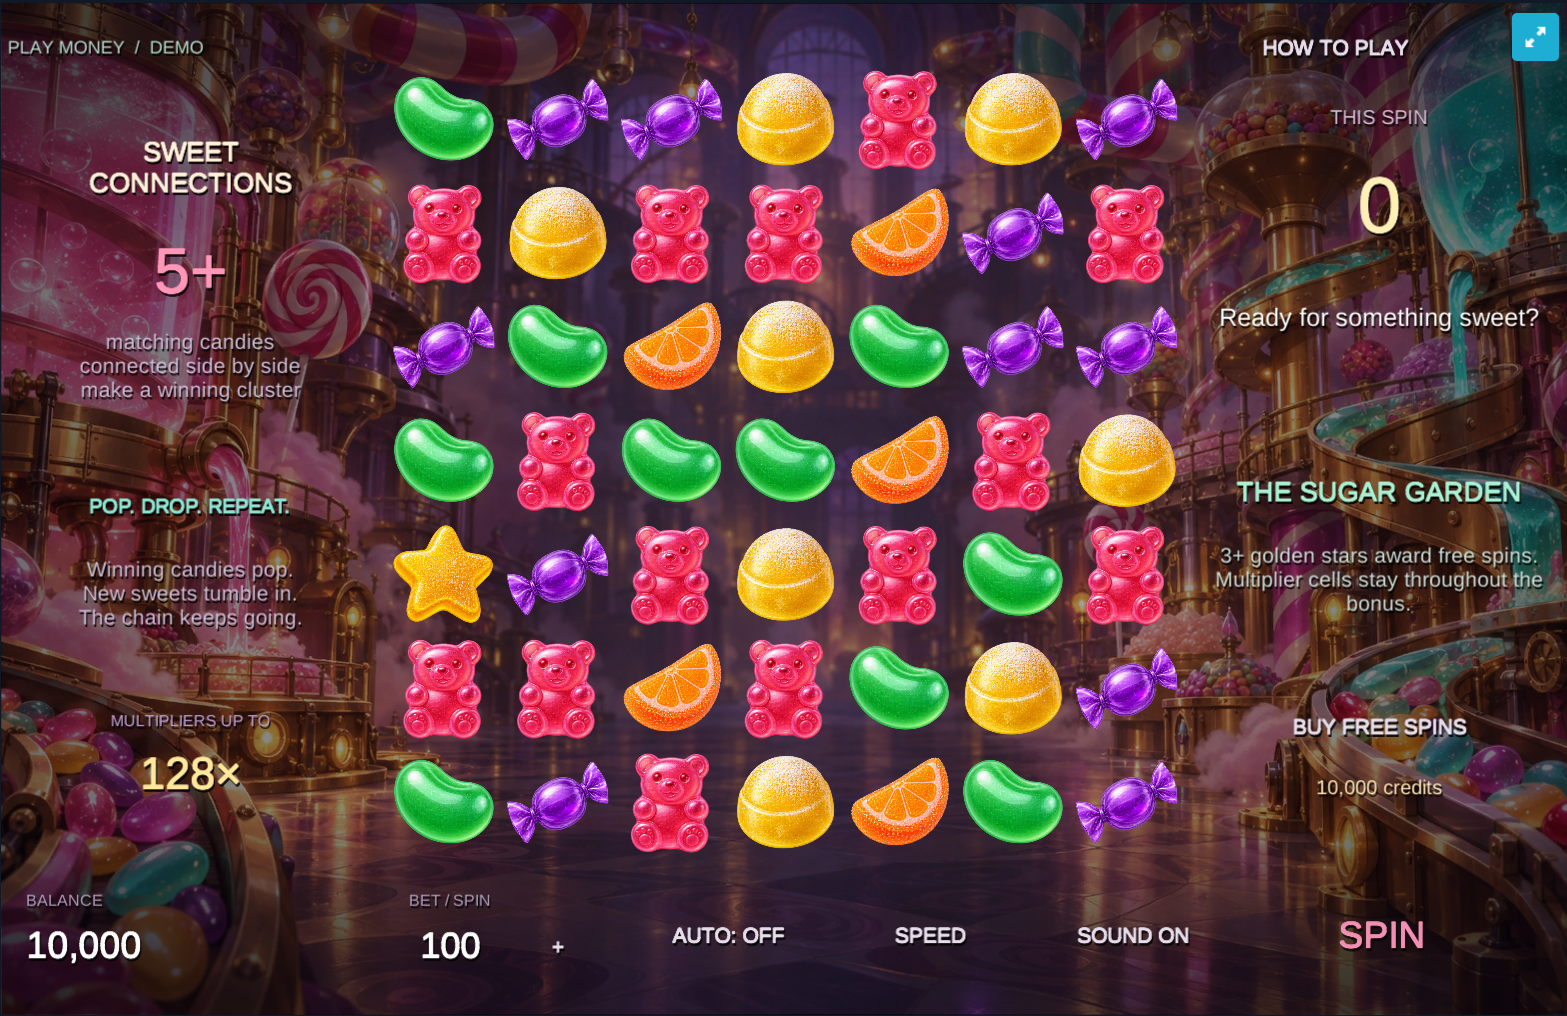 PLAY MONEY / DEMO
HOW TO PLAY
SWEET
CONNECTIONS
5+
matching candies
connected side by side
make a winning cluster
POP. DROP. REPEAT.
Winning candies pop.
New sweets tumble in.
The chain keeps going.
MULTIPLIERS UP TO
128×
THIS SPIN
0
Ready for something sweet?
THE SUGAR GARDEN
3+ golden stars award free spins.
Multiplier cells stay throughout the
bonus.
BUY FREE SPINS
10,000 credits
BALANCE
10,000
BET / SPIN
100
+
AUTO: OFF
SPEED
SOUND ON
SPIN